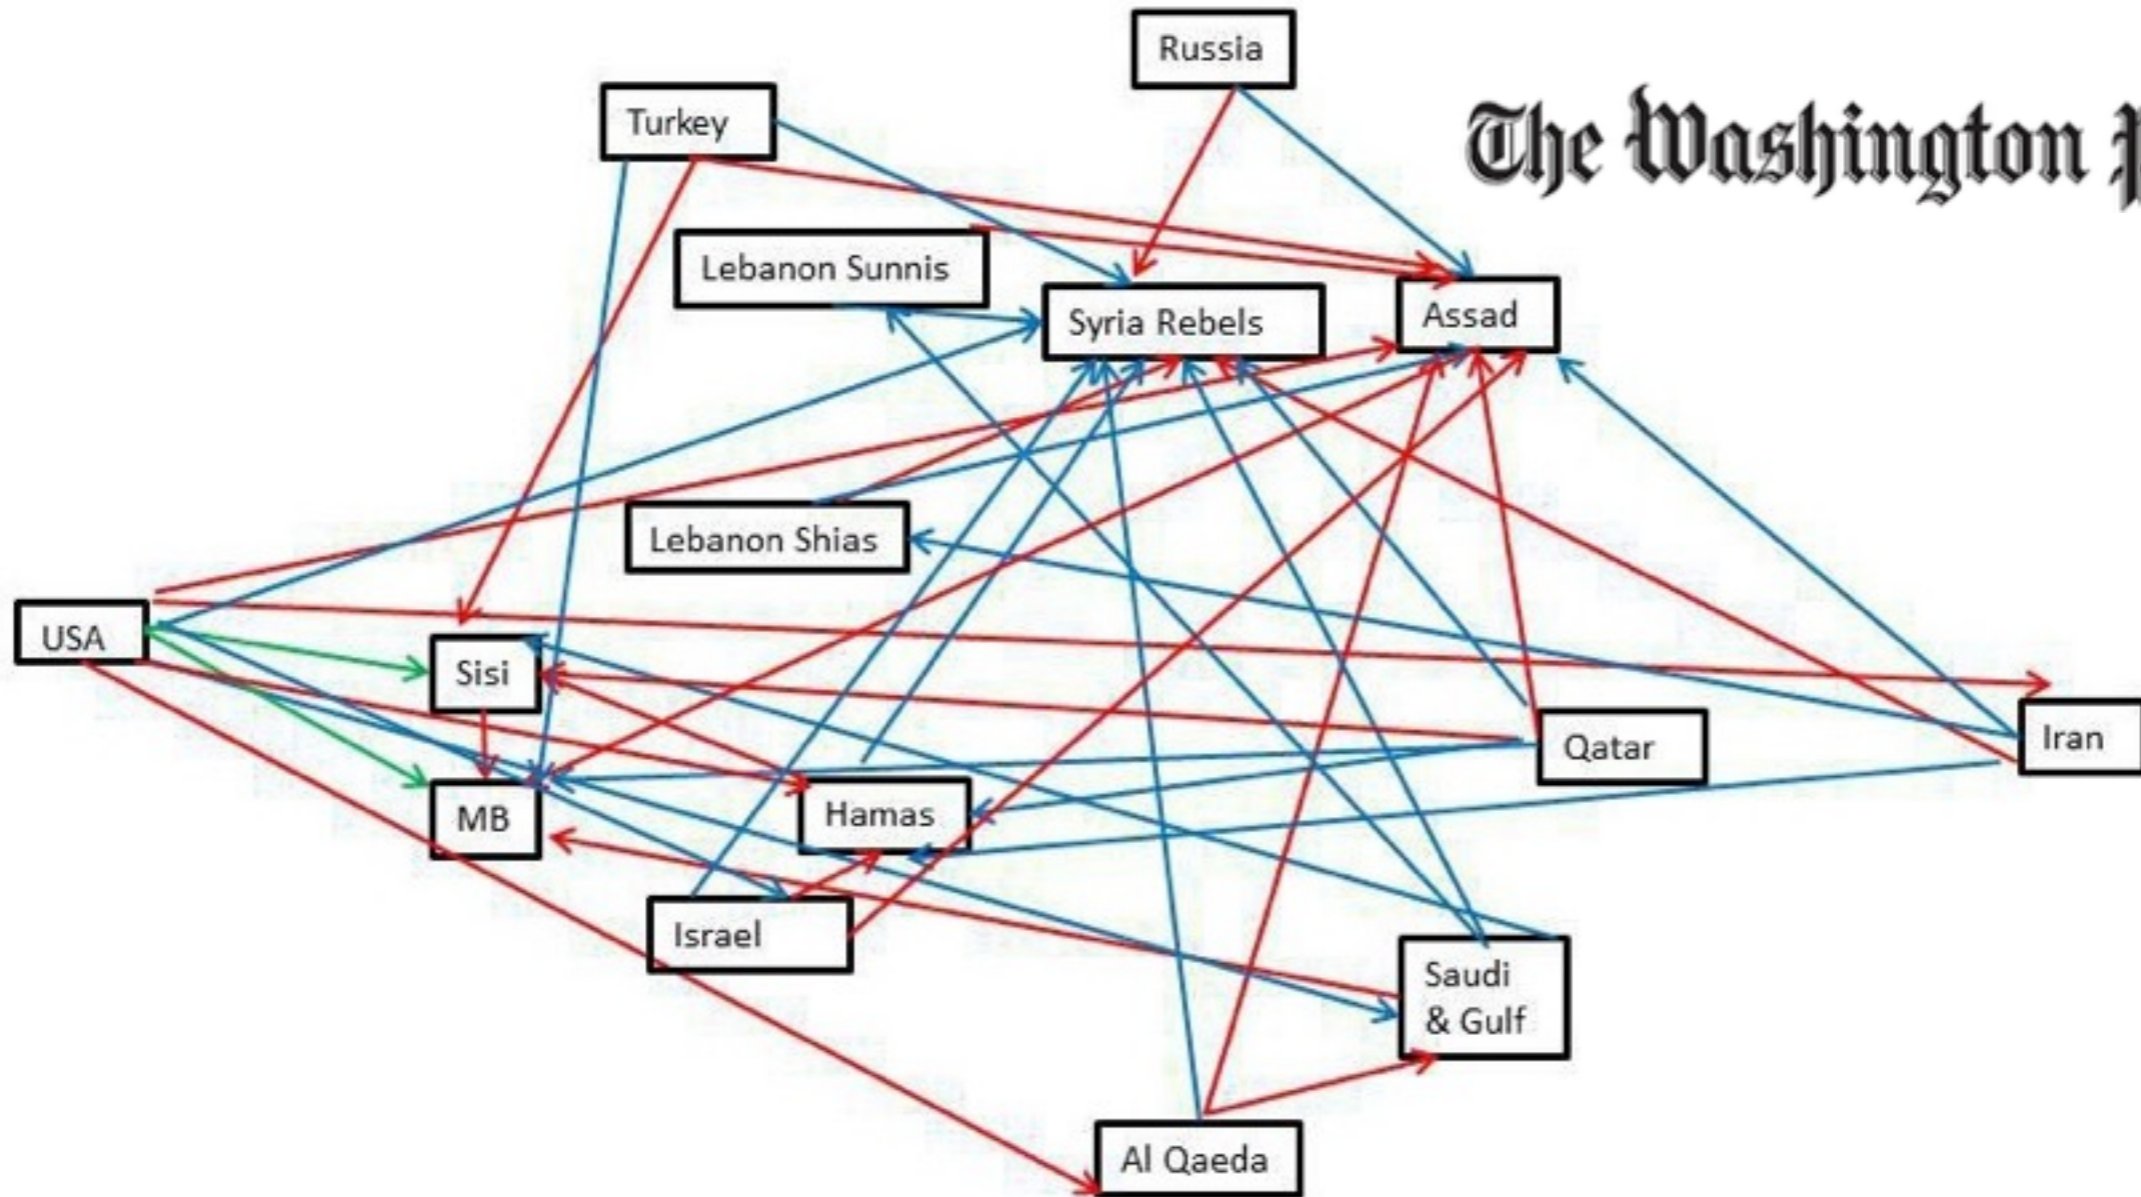 Russia
Turkey
The Washington
Lebanon Sunnis
Syria Rebels
Assad
Lebanon Shias
USA
Sisi
Qatar
Iran
MB
Hamas
Israel
Saudi
& Gulf
Al Qaeda